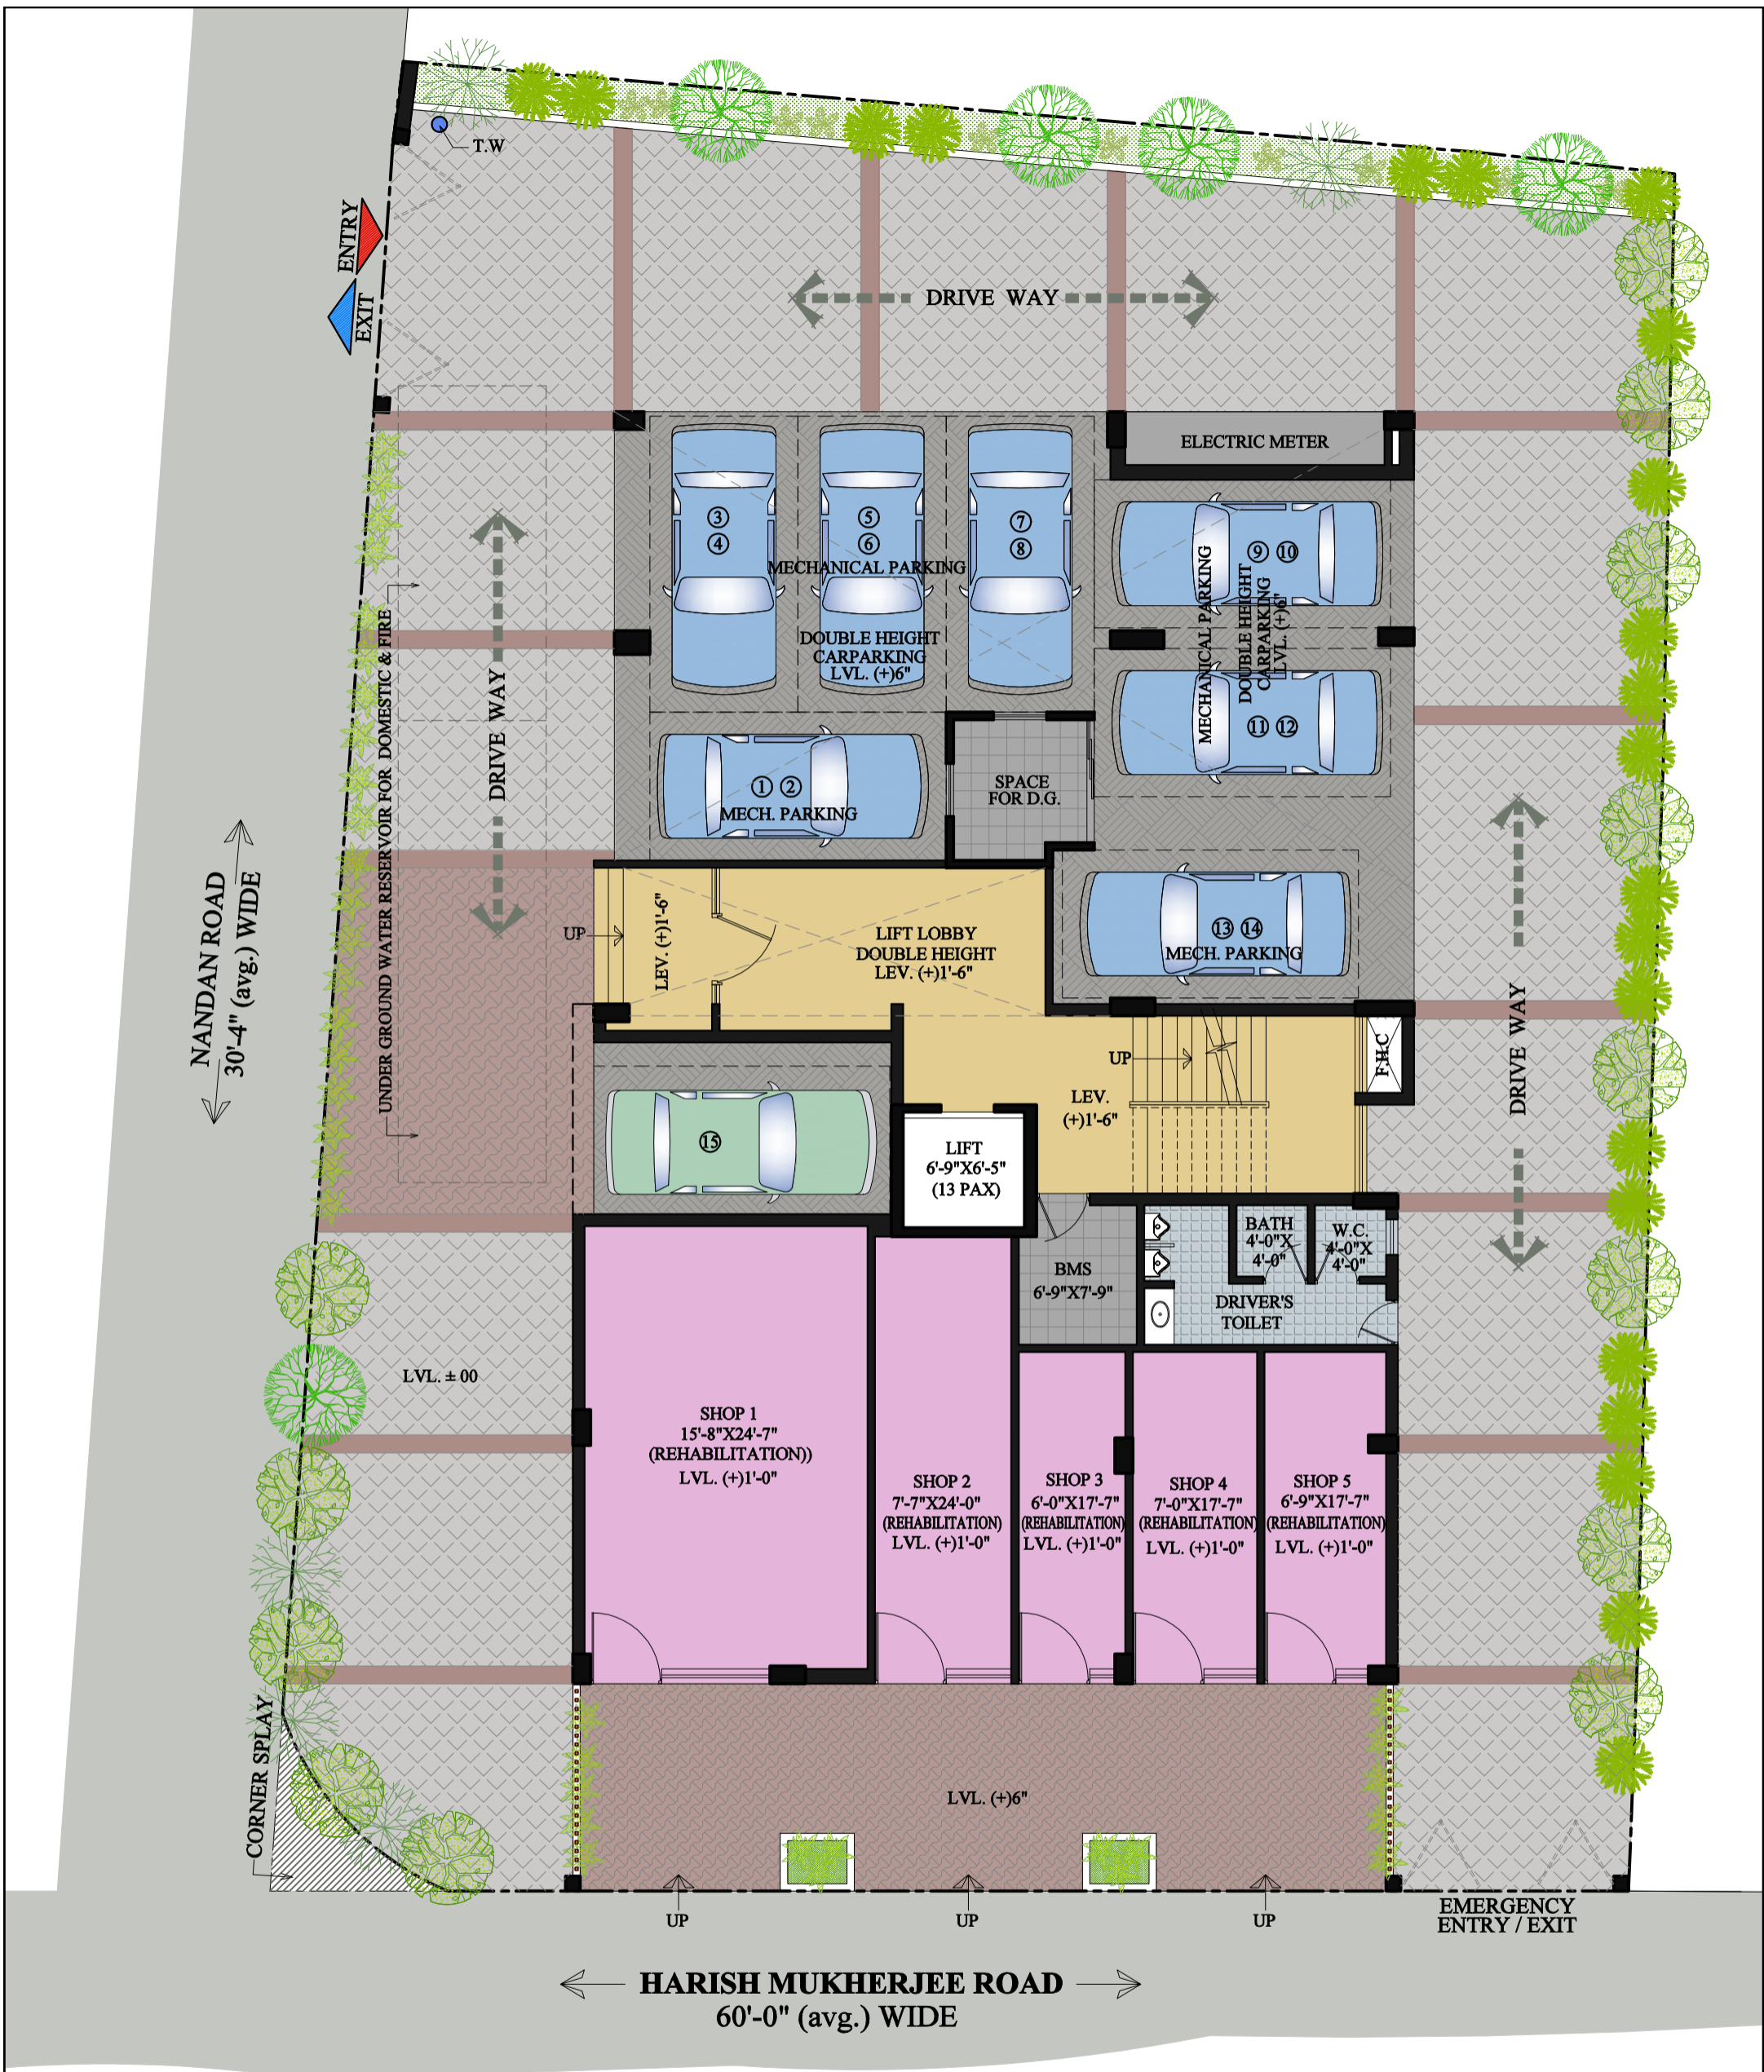 T.W
ENTRY
EXIT
DRIVE WAY
ELECTRIC METER
3
4
5
6
7
8
MECHANICAL PARKING
DOUBLE HEIGHT
CARPARKING
LVL. (+)6"
9 10
MECHANICAL PARKING
DOUBLE HEIGHT
CARPARKING
LVL. (+)6"
11 12
1 2
MECH. PARKING
SPACE
FOR D.G.
13 14
MECH. PARKING
UNDER GROUND WATER RESERVOIR FOR DOMESTIC & FIRE
DRIVE WAY
NANDAN ROAD
30'-4" (avg.) WIDE
UP
LEV. (+)1'-6"
LIFT LOBBY
DOUBLE HEIGHT
LEV. (+)1'-6"
UP
F.H.C
LEV.
(+)1'-6"
DRIVE WAY
15
LIFT
6'-9"X6'-5"
(13 PAX)
BMS
6'-9"X7'-9"
BATH
4'-0"X
4'-0"
W.C.
4'-0"X
4'-0"
DRIVER'S
TOILET
LVL. ± 00
SHOP 1
15'-8"X24'-7"
(REHABILITATION))
LVL. (+)1'-0"
SHOP 2
7'-7"X24'-0"
(REHABILITATION)
LVL. (+)1'-0"
SHOP 3
6'-0"X17'-7"
(REHABILITATION)
LVL. (+)1'-0"
SHOP 4
7'-0"X17'-7"
(REHABILITATION)
LVL. (+)1'-0"
SHOP 5
6'-9"X17'-7"
(REHABILITATION)
LVL. (+)1'-0"
CORNER SPLAY
LVL. (+)6"
UP
UP
UP
EMERGENCY
ENTRY / EXIT
HARISH MUKHERJEE ROAD
60'-0" (avg.) WIDE